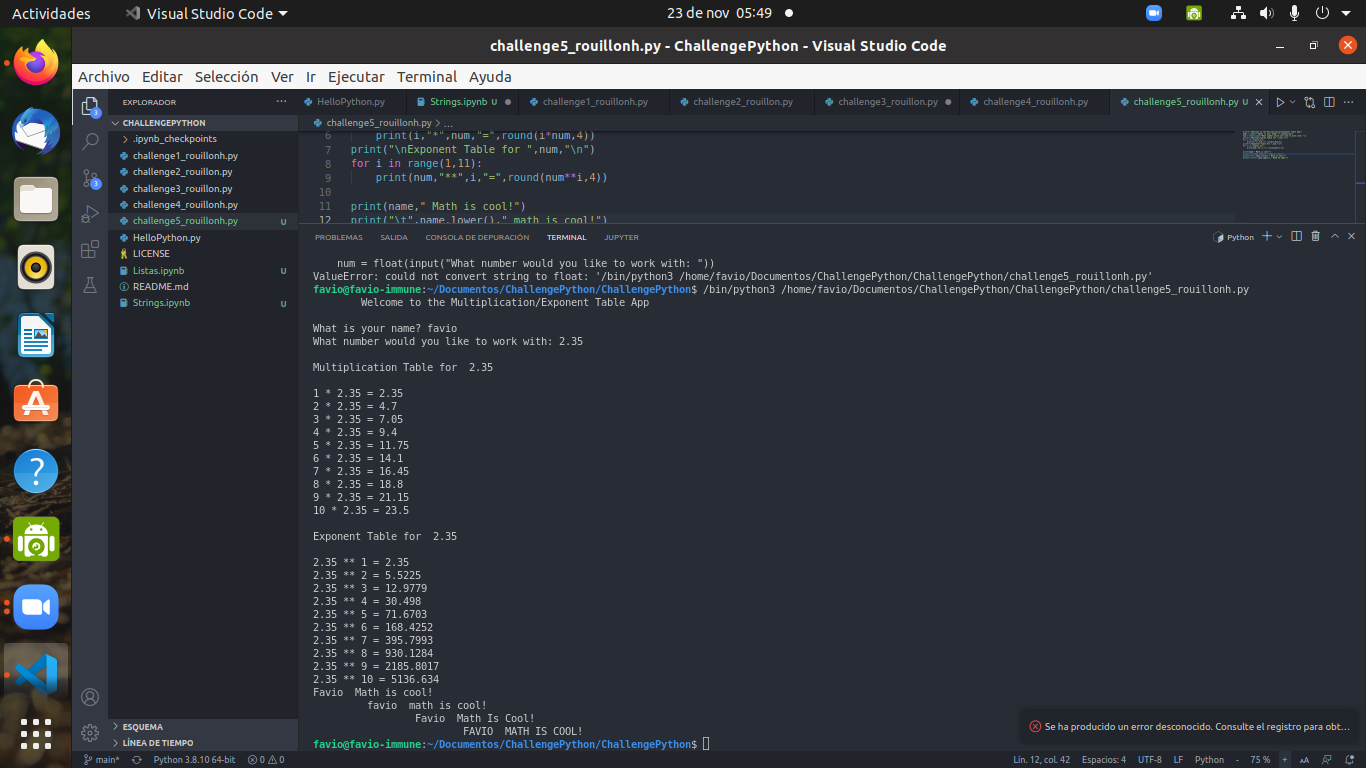 Actividades
Visual Studio Code
23 de nov 05:49
challenge5_rouillonh.py - ChallengePython - Visual Studio Code
Archivo Editar Selección Ver Ir Ejecutar Terminal Ayuda
EXPLORADOR
HelloPython.py
Strings.ipynb U
challenge1_rouillonh.py
challenge2_rouillon.py
challenge3_rouillon.py
challenge4_rouillonh.py
challenge5_rouillonh.py U
3
CHALLENGEPYTHON
.ipynb_checkpoints
challenge1_rouillonh.py
challenge2_rouillon.py
challenge3_rouillon.py
challenge4_rouillonh.py
challenge5_rouillonh.py U
HelloPython.py
LICENSE
Listas.ipynb U
README.md
Strings.ipynb U
3
challenge5_rouillonh.py > ...
6 print(i,"*",num,"=",round(i*num,4))
7 print("\nExponent Table for ",num,"\n")
8 for i in range(1,11):
9 print(num,"**",i,"=",round(num**i,4))
10
11 print(name," Math is cool!")
12 print("\t",name.lower()," math is cool!")
PROBLEMAS SALIDA CONSOLA DE DEPURACIÓN TERMINAL JUPYTER
Python
num = float(input("What number would you like to work with: "))
ValueError: could not convert string to float: '/bin/python3 /home/favio/Documentos/ChallengePython/ChallengePython/challenge5_rouillonh.py'
favio@favio-immune:~/Documentos/ChallengePython/ChallengePython$ /bin/python3 /home/favio/Documentos/ChallengePython/ChallengePython/challenge5_rouillonh.py
Welcome to the Multiplication/Exponent Table App
What is your name? favio
What number would you like to work with: 2.35
Multiplication Table for 2.35
1 * 2.35 = 2.35
2 * 2.35 = 4.7
3 * 2.35 = 7.05
4 * 2.35 = 9.4
5 * 2.35 = 11.75
6 * 2.35 = 14.1
7 * 2.35 = 16.45
8 * 2.35 = 18.8
9 * 2.35 = 21.15
10 * 2.35 = 23.5
Exponent Table for 2.35
2.35 ** 1 = 2.35
2.35 ** 2 = 5.5225
2.35 ** 3 = 12.9779
2.35 ** 4 = 30.498
2.35 ** 5 = 71.6703
2.35 ** 6 = 168.4252
2.35 ** 7 = 395.7993
2.35 ** 8 = 930.1284
2.35 ** 9 = 2185.8017
2.35 ** 10 = 5136.634
Favio Math is cool!
favio math is cool!
Favio Math Is Cool!
FAVIO MATH IS COOL!
favio@favio-immune:~/Documentos/ChallengePython/ChallengePython$
ESQUEMA
LÍNEA DE TIEMPO
Se ha producido un error desconocido. Consulte el registro para obt...
main* Python 3.8.10 64-bit 0 0
Lín. 12, col. 42 Espacios: 4 UTF-8 LF Python - 75 % + AA